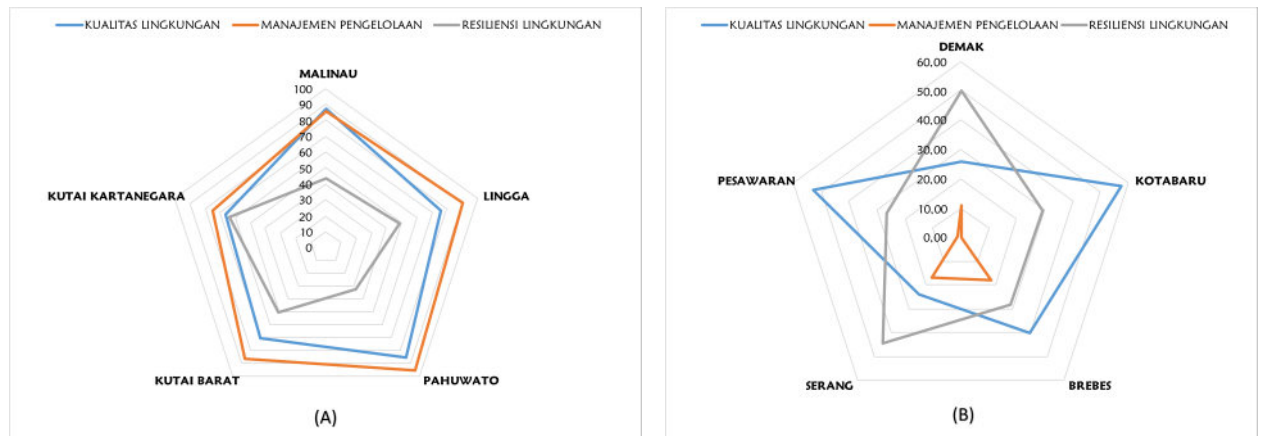 KUALITAS LINGKUNGAN MANAJEMEN PENGELOLAAN RESILIENSI LINGKUNGAN
MALINAU
100
90
80
70
60
50
40
30
20
10
0
KUTAI KARTANEGARA
LINGGA
KUTAI BARAT
PAHUWATO
(A)
KUALITAS LINGKUNGAN MANAJEMEN PENGELOLAAN RESILIENSI LINGKUNGAN
DEMAK
60,00
50,00
40,00
30,00
20,00
10,00
0,00
PESAWARAN
KOTABARU
SERANG
BREBES
(B)